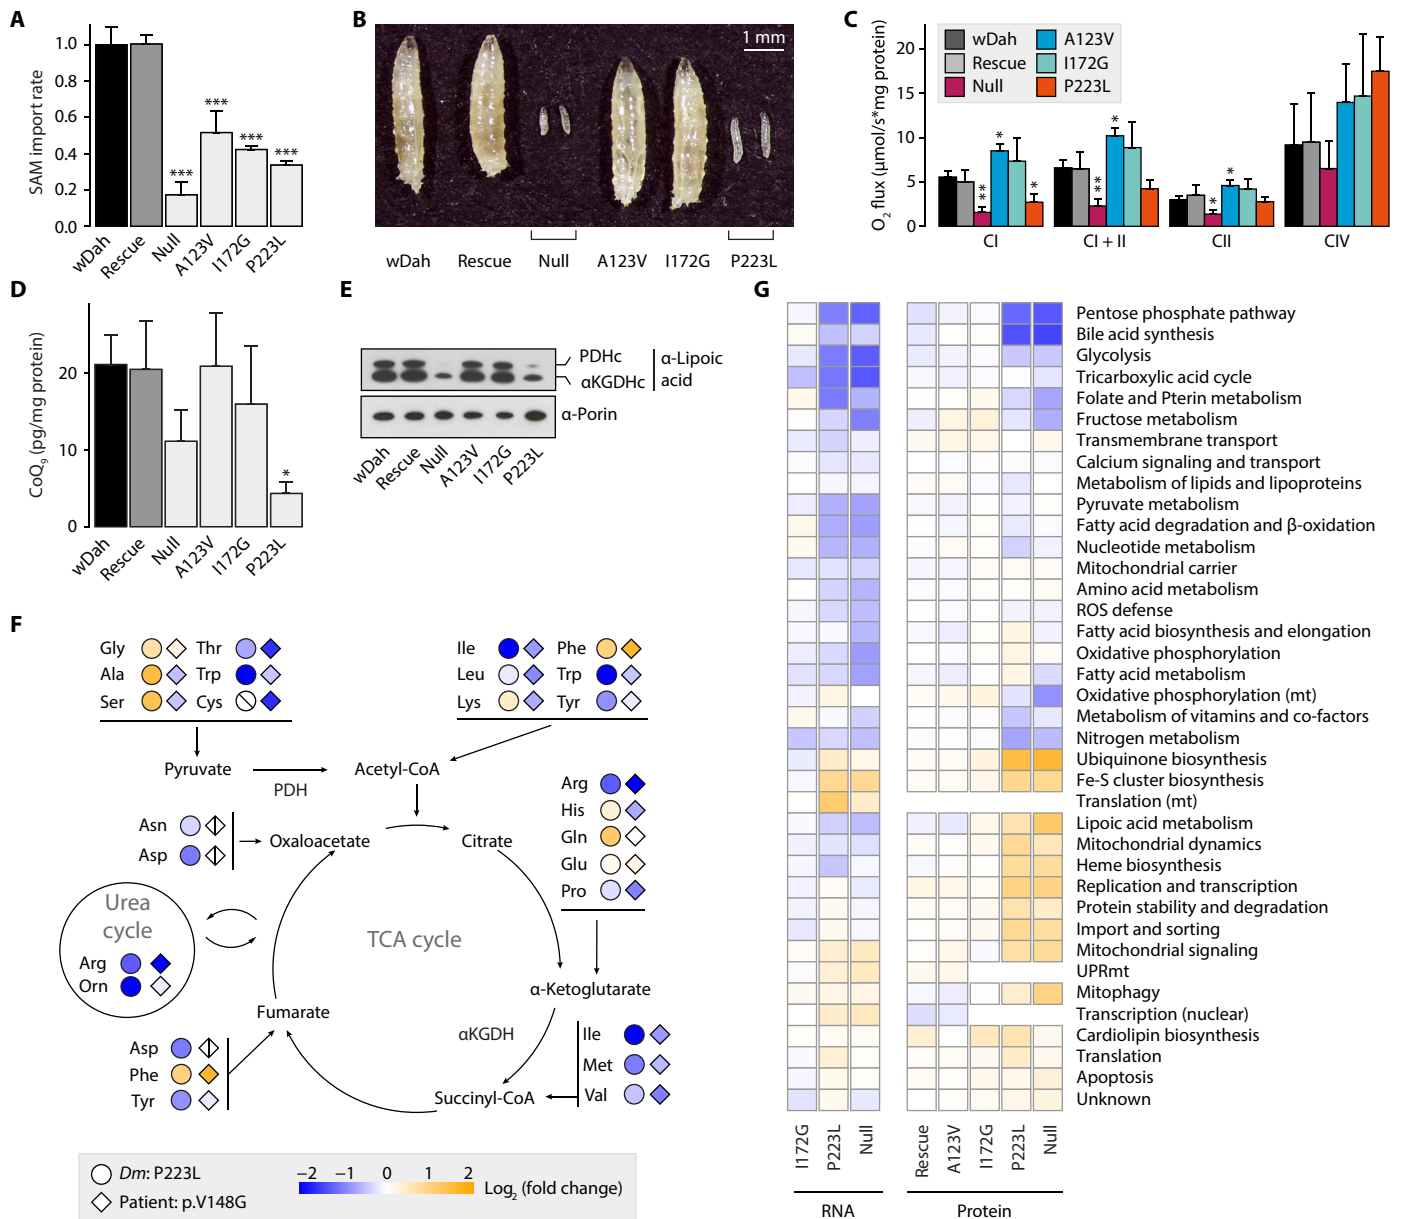 A
SAM import rate
1.0
0.8
0.6
0.4
0.2
0.0
***
***
***
***
wDah
Rescue
Null
A123V
I172G
P223L
B
1 mm
wDah
Rescue
Null
A123V
I172G
P223L
C
O2 flux (µmol/s*mg protein)
20
15
10
5
0
wDah
Rescue
Null
A123V
I172G
P223L
**
*
*
**
*
*
*
CI
CI + II
CII
CIV
D
CoQ9 (pg/mg protein)
20
10
0
*
wDah
Rescue
Null
A123V
I172G
P223L
E
PDHc
αKGDHc
α-Lipoic
acid
α-Porin
wDah
Rescue
Null
A123V
I172G
P223L
F
Gly
Thr
Ala
Trp
Ser
Cys
Ile
Phe
Leu
Trp
Lys
Tyr
Pyruvate
PDH
Acetyl-CoA
Asn
Asp
Oxaloacetate
Citrate
Arg
His
Gln
Glu
Pro
Urea
cycle
Arg
Orn
TCA cycle
α-Ketoglutarate
Fumarate
αKGDH
Asp
Phe
Tyr
Ile
Met
Val
Succinyl-CoA
Dm: P223L
Patient: p.V148G
−2 −1 0 1 2
Log2 (fold change)
G
Pentose phosphate pathway
Bile acid synthesis
Glycolysis
Tricarboxylic acid cycle
Folate and Pterin metabolism
Fructose metabolism
Transmembrane transport
Calcium signaling and transport
Metabolism of lipids and lipoproteins
Pyruvate metabolism
Fatty acid degradation and β-oxidation
Nucleotide metabolism
Mitochondrial carrier
Amino acid metabolism
ROS defense
Fatty acid biosynthesis and elongation
Oxidative phosphorylation
Fatty acid metabolism
Oxidative phosphorylation (mt)
Metabolism of vitamins and co-factors
Nitrogen metabolism
Ubiquinone biosynthesis
Fe-S cluster biosynthesis
Translation (mt)
Lipoic acid metabolism
Mitochondrial dynamics
Heme biosynthesis
Replication and transcription
Protein stability and degradation
Import and sorting
Mitochondrial signaling
UPRmt
Mitophagy
Transcription (nuclear)
Cardiolipin biosynthesis
Translation
Apoptosis
Unknown
I172G
P223L
Null
Rescue
A123V
I172G
P223L
Null
RNA
Protein